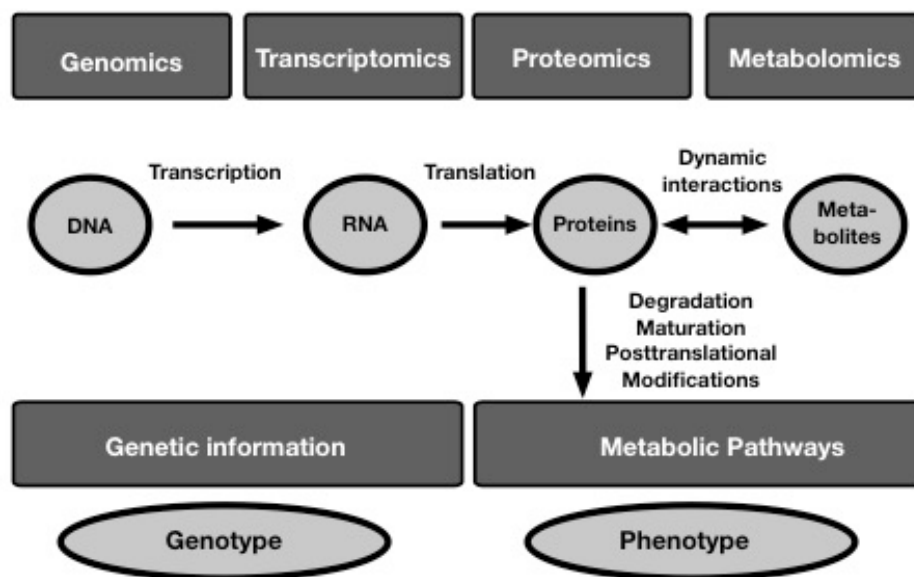 Genomics
Transcriptomics
Proteomics
Metabolomics
Transcription
Translation
Dynamic
interactions
DNA
RNA
Proteins
Meta-
bolites
Degradation
Maturation
Posttranslational
Modifications
Genetic information
Metabolic Pathways
Genotype
Phenotype